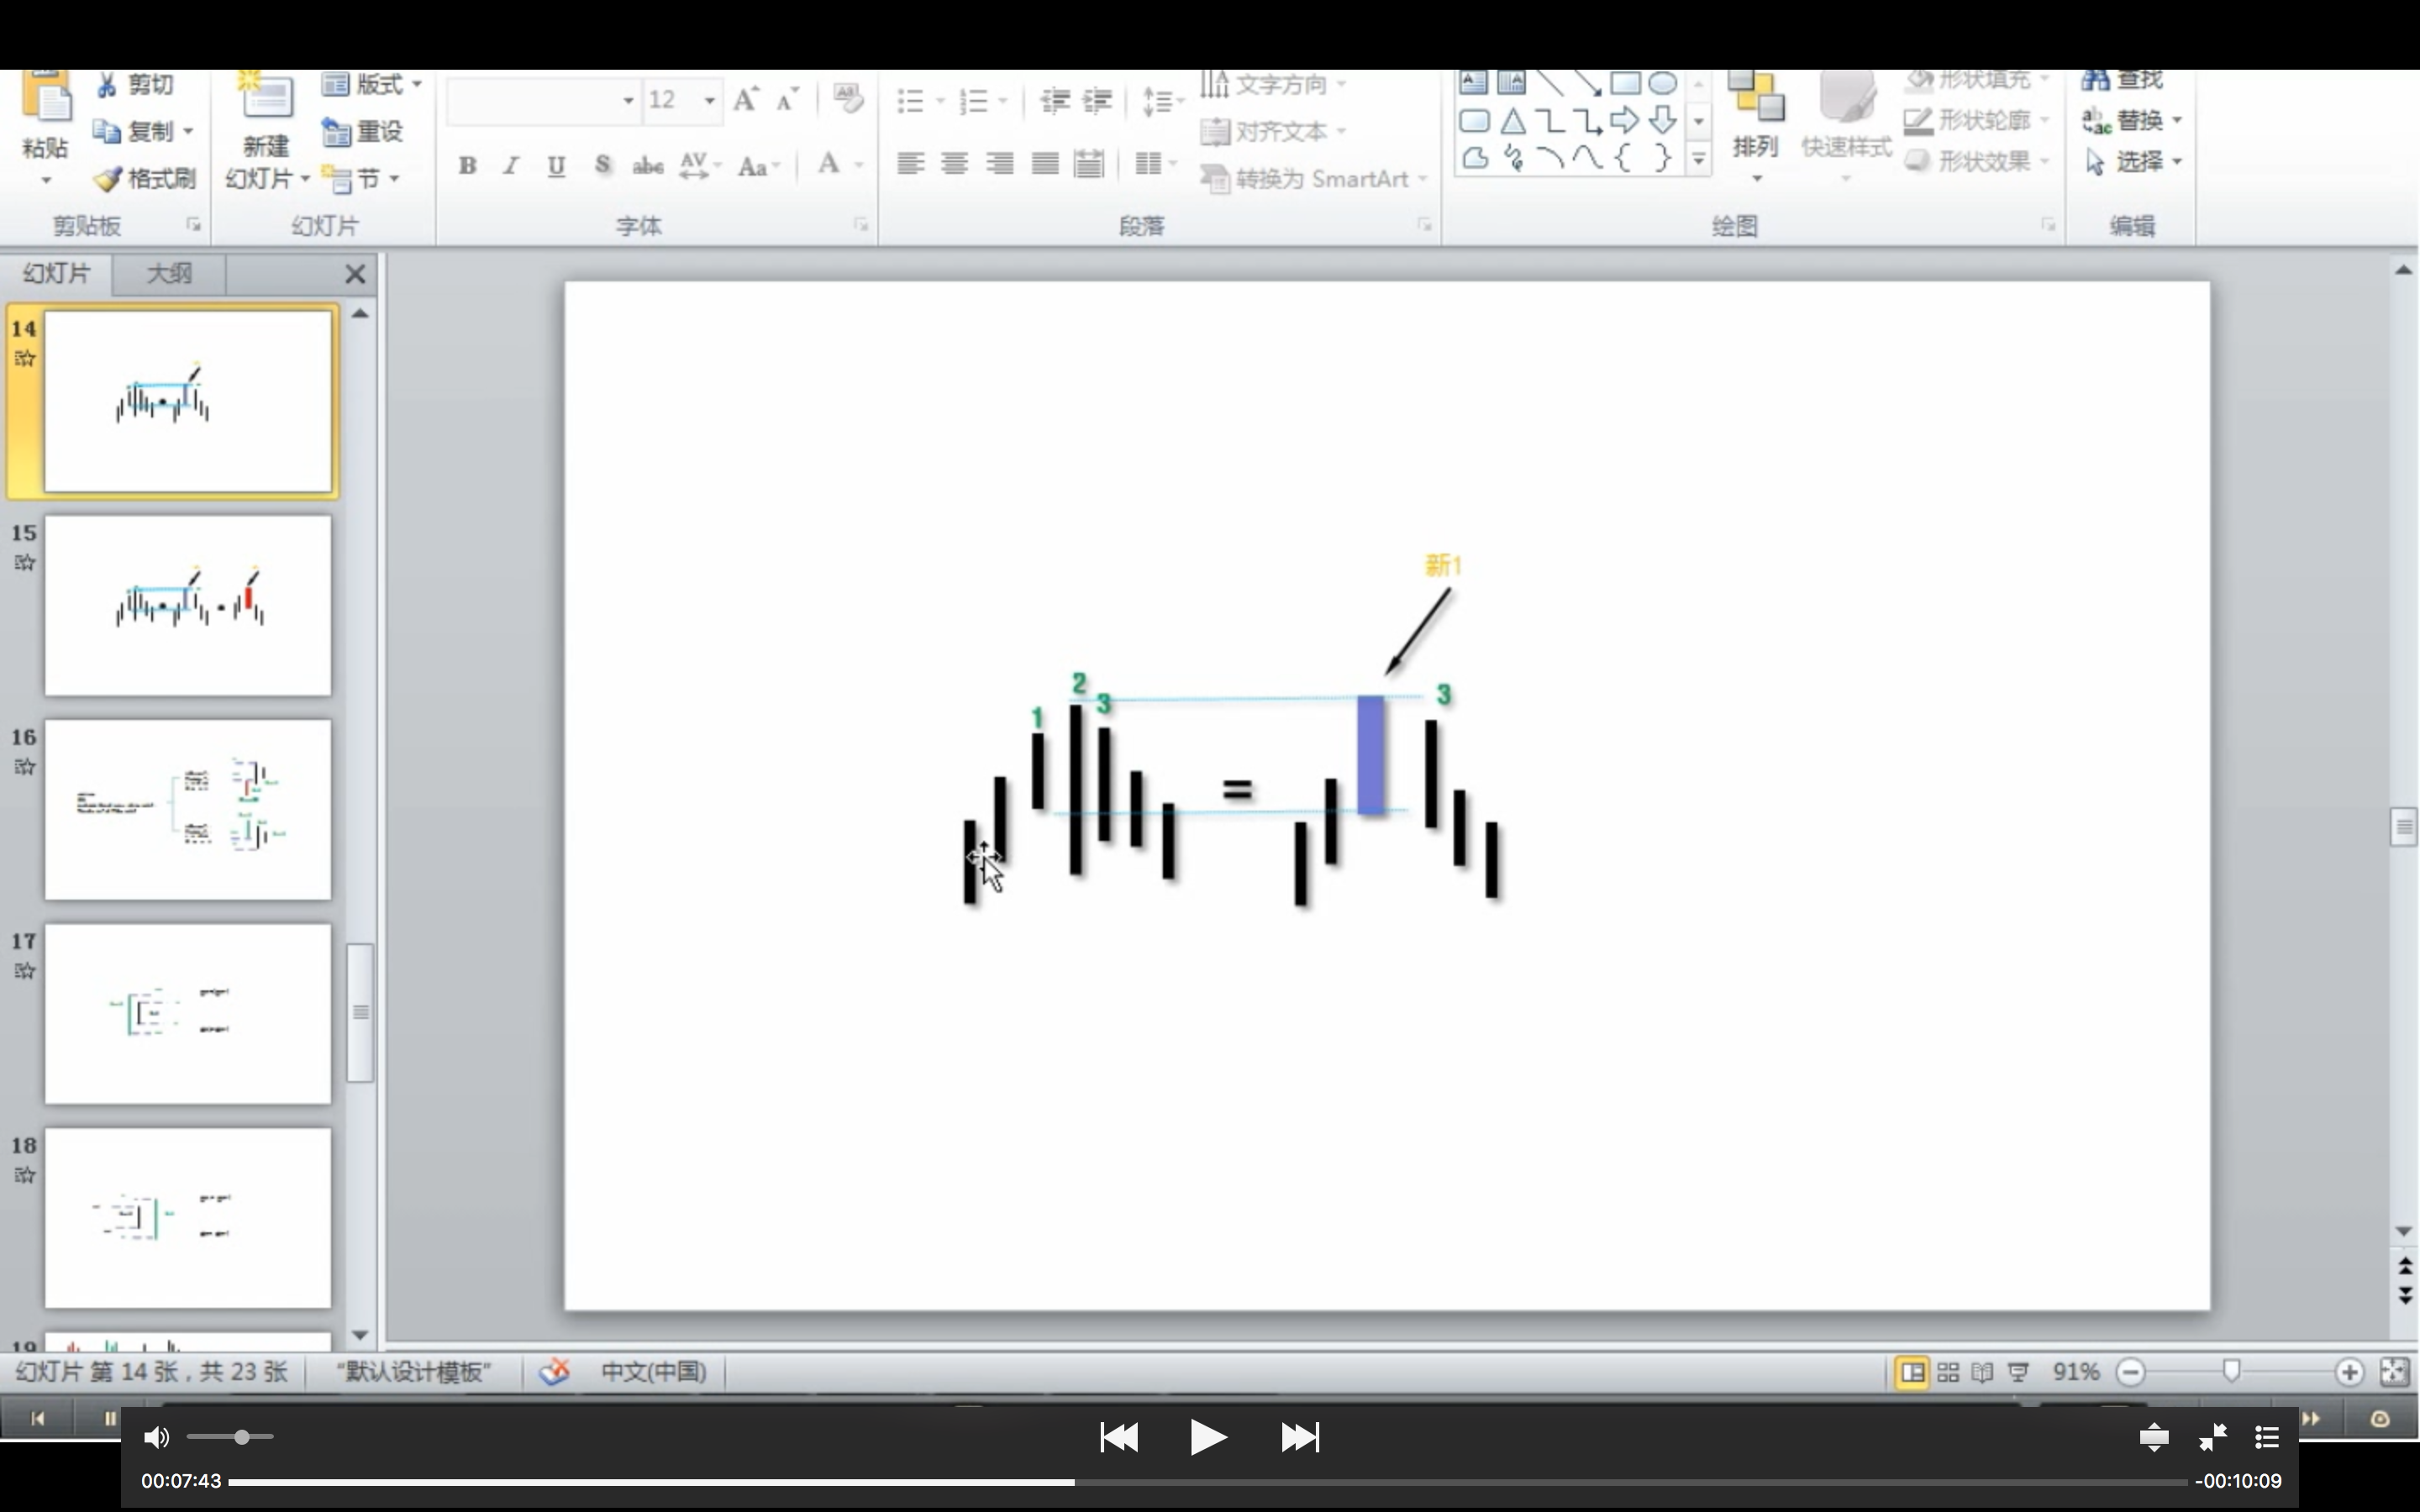 剪切
版式
12
文字方向
形状填充
查找
粘贴
复制
新建
重设
对齐文本
排列
快速样式
形状轮廓
替换
格式刷
幻灯片
节
B I U S abc AV Aa A
转换为 SmartArt
形状效果
选择
剪贴板
幻灯片
字体
段落
绘图
编辑
幻灯片
大纲
14
15
16
17
18
新1
2
3
1
3
=
幻灯片 第 14 张，共 23 张
“默认设计模板”
中文(中国)
91%
00:07:43
-00:10:09